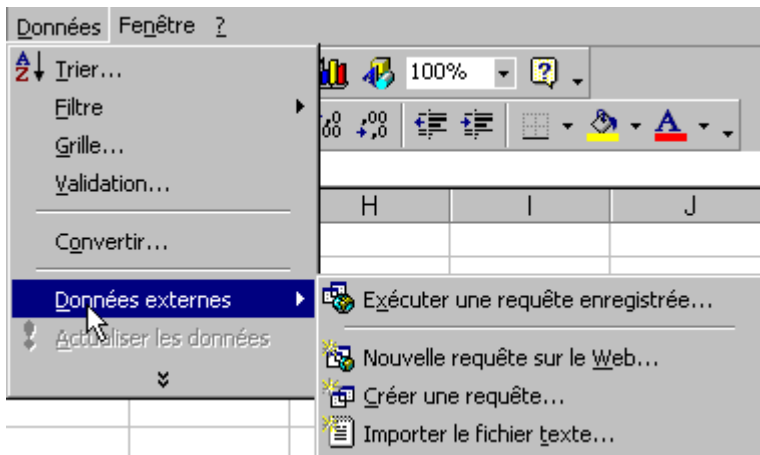 Données Fenêtre ?
Trier...
100%
Filtre
Grille...
Validation...
H I J
Convertir...
Données externes
Exécuter une requête enregistrée...
Actualiser les données
Nouvelle requête sur le Web...
Créer une requête...
Importer le fichier texte...